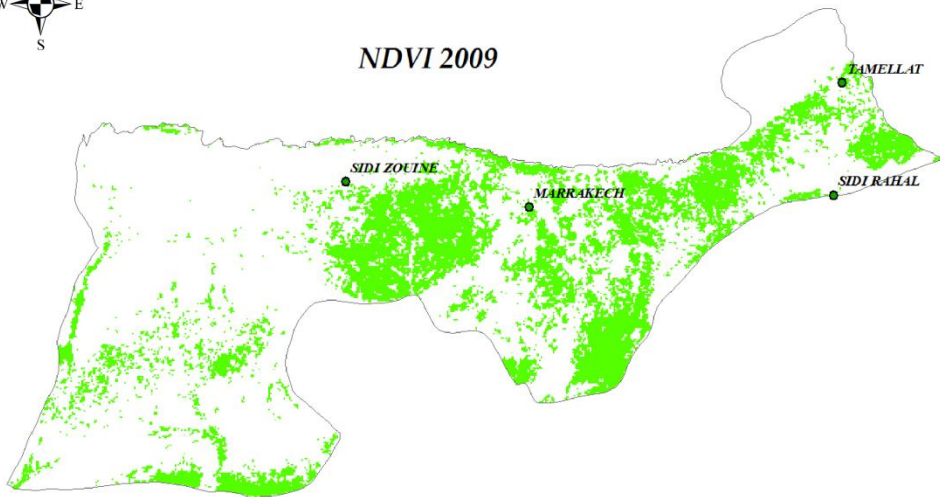 W E
S
NDVI 2009
TAMELLAT
SIDI ZOUINE
SIDI RAHAL
MARRAKECH